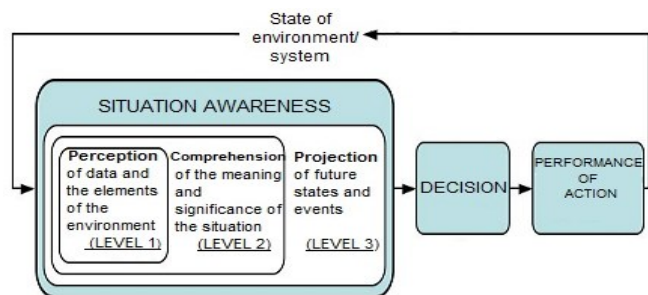 State of
environment/
system
SITUATION AWARENESS
Perception
of data and
the elements
of the
environment
(LEVEL 1)
Comprehension
of the meaning
and
significance of
the situation
(LEVEL 2)
Projection
of future
states and
events
(LEVEL 3)
DECISION
PERFORMANCE
OF
ACTION